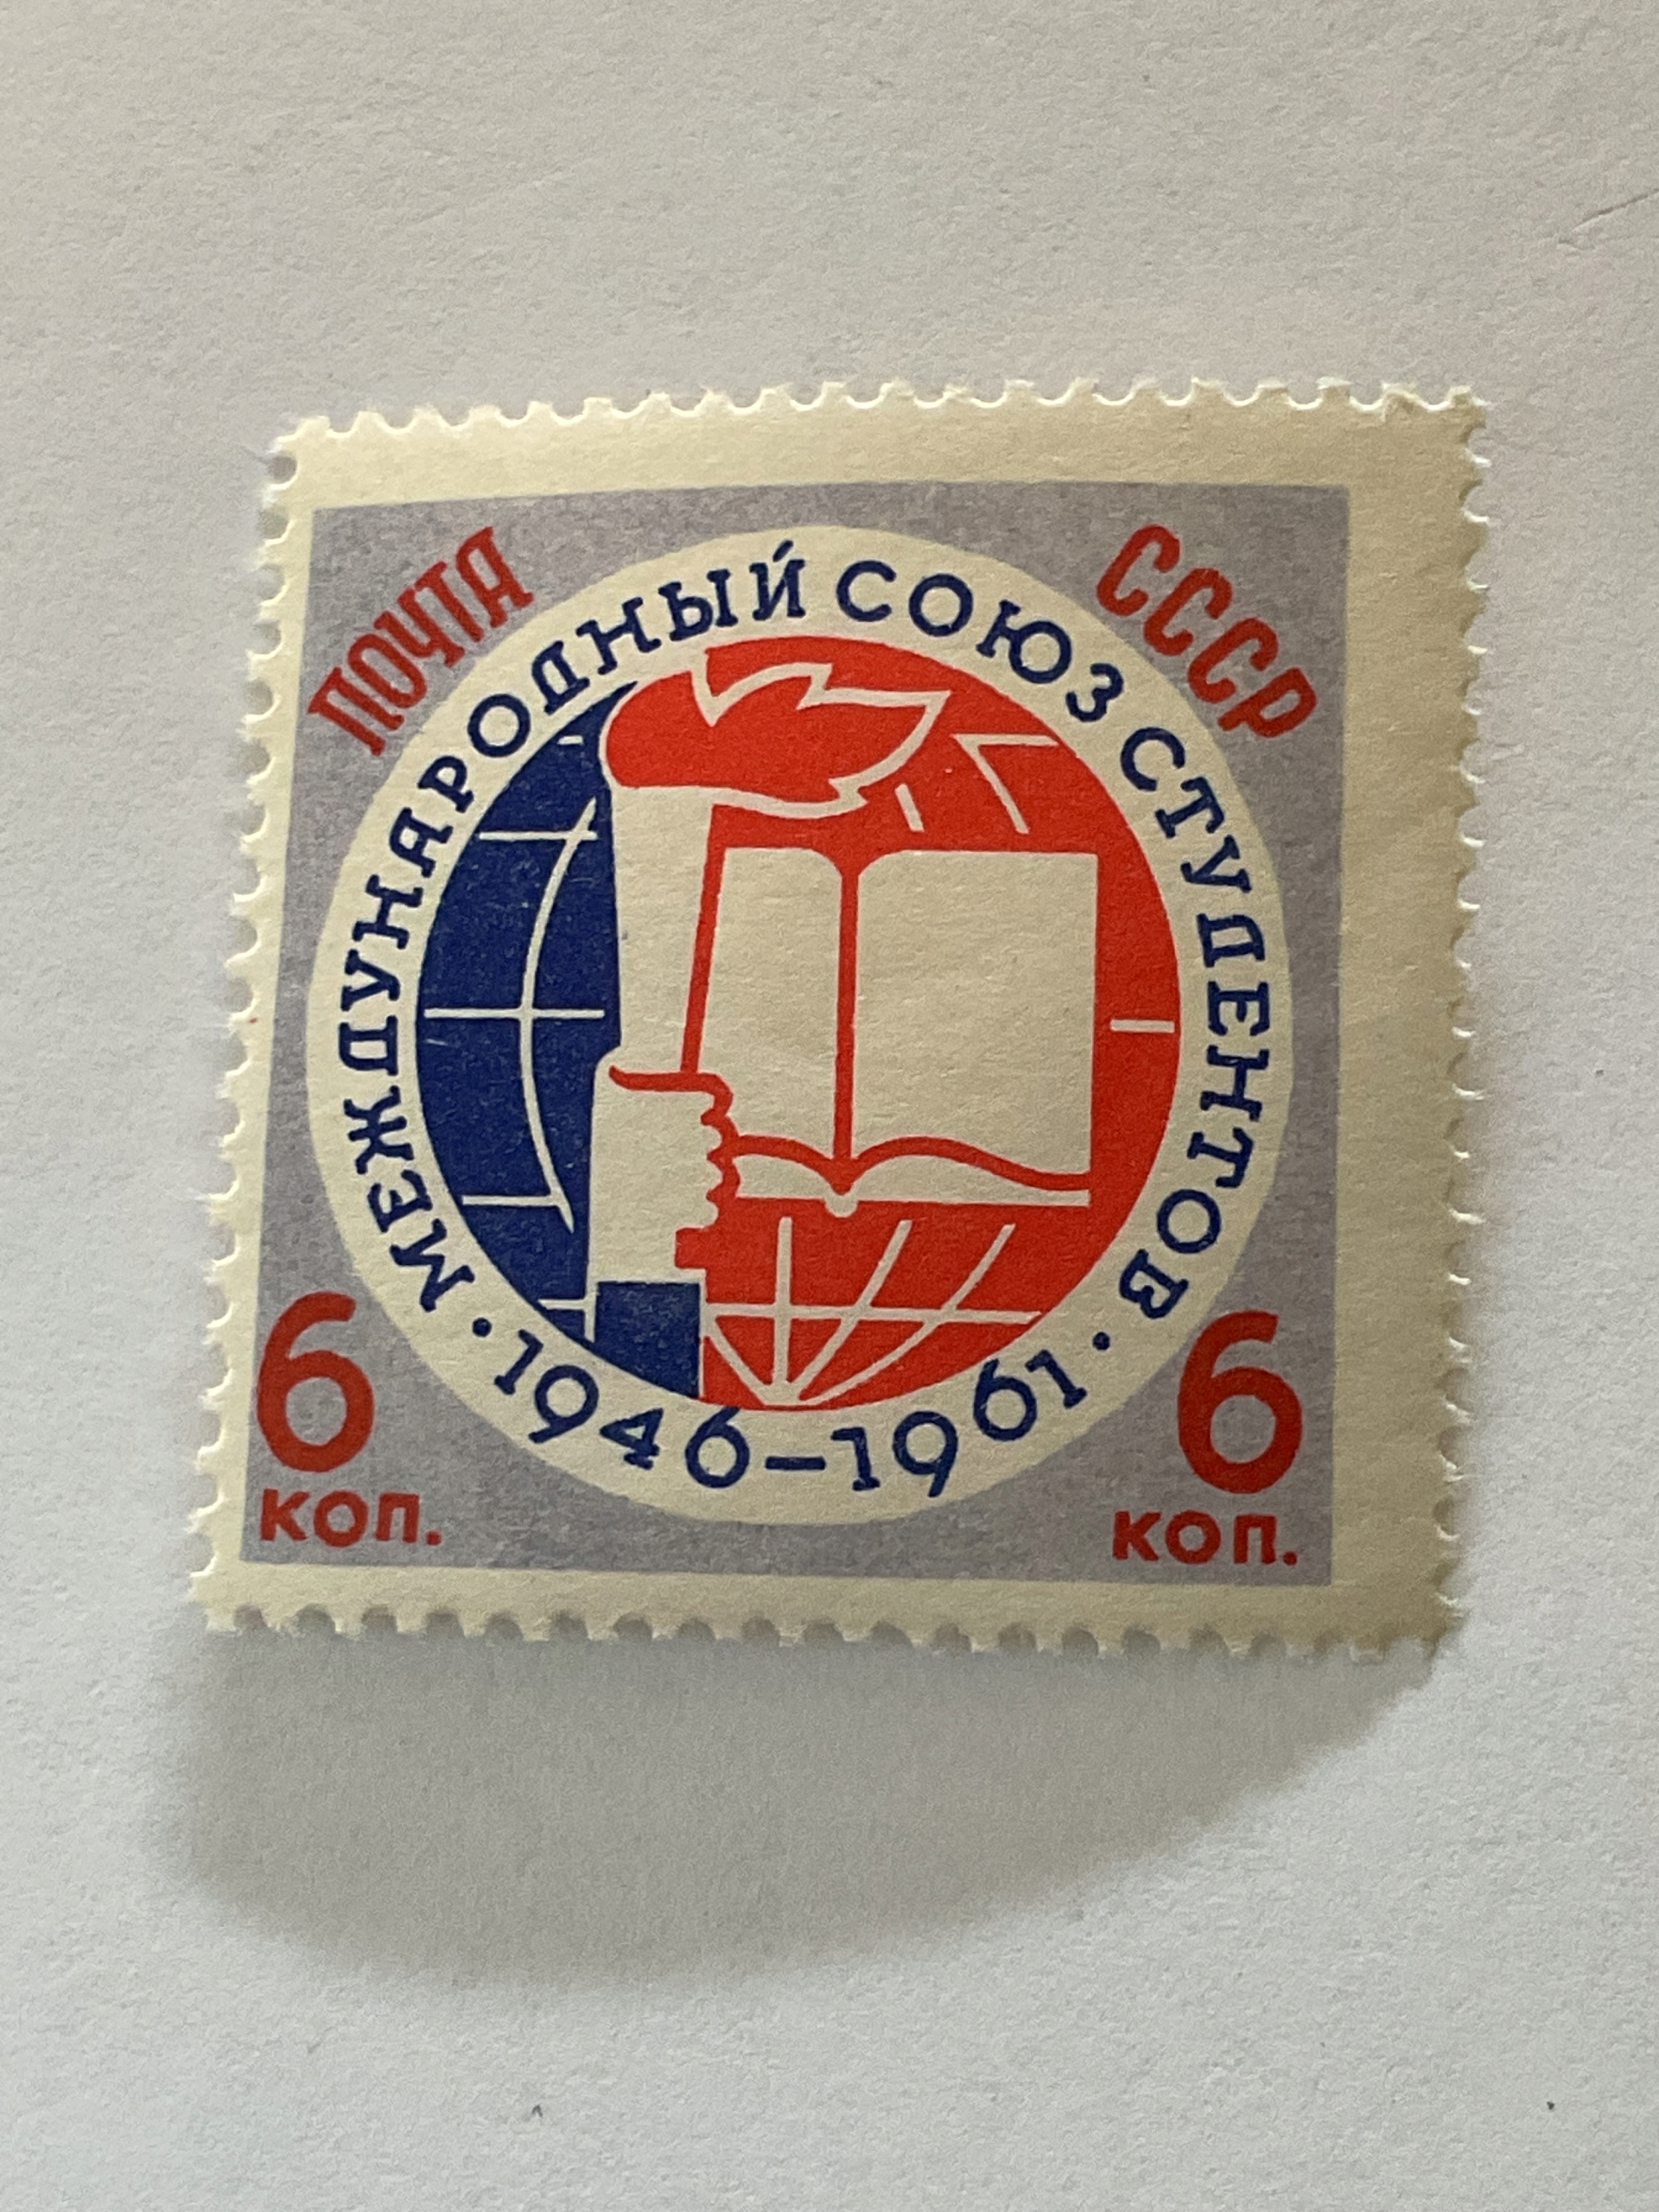 ПОЧТА СССР
МЕЖДУНАРОДНЫЙ СОЮЗ СТУДЕНТОВ
· 1946–1961 ·
6 6
коп. коп.